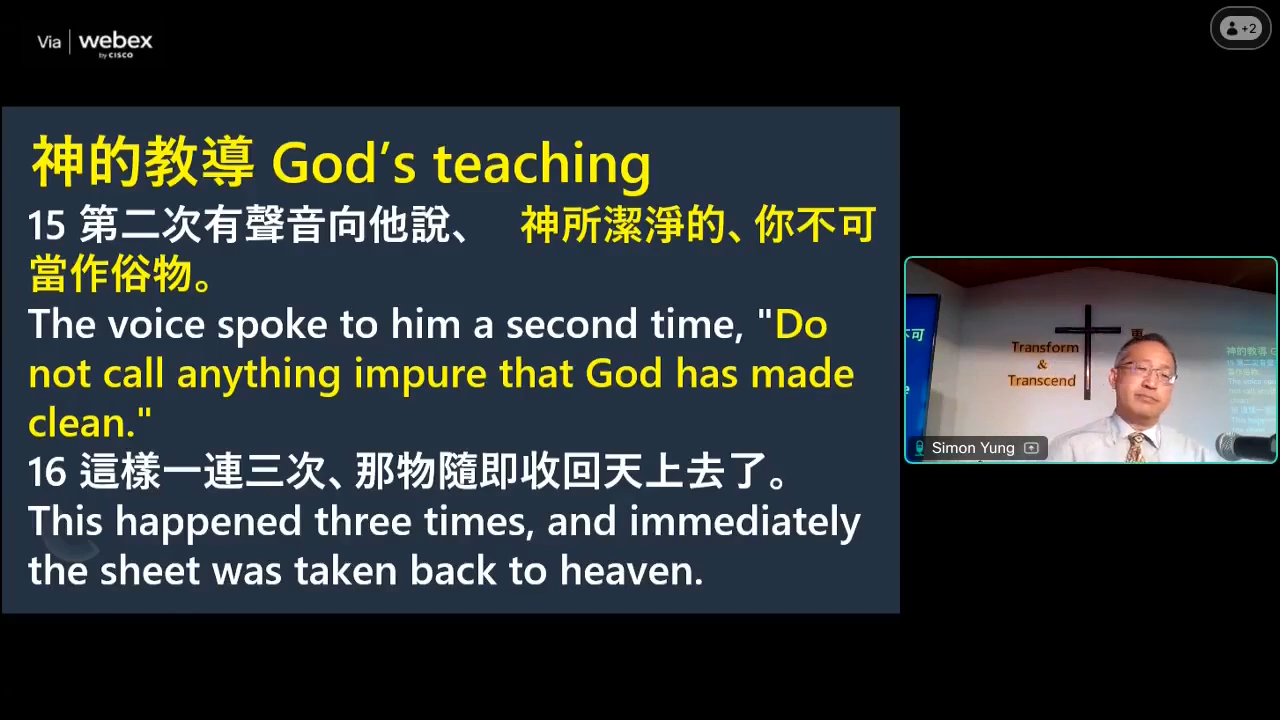 Via | webex
by CISCO
+2
神的教導 God's teaching
15 第二次有聲音向他說、 神所潔淨的、你不可
當作俗物。
The voice spoke to him a second time, "Do
not call anything impure that God has made
clean."
16 這樣一連三次、那物隨即收回天上去了。
This happened three times, and immediately
the sheet was taken back to heaven.
Transform
&
Transcend
Simon Yung